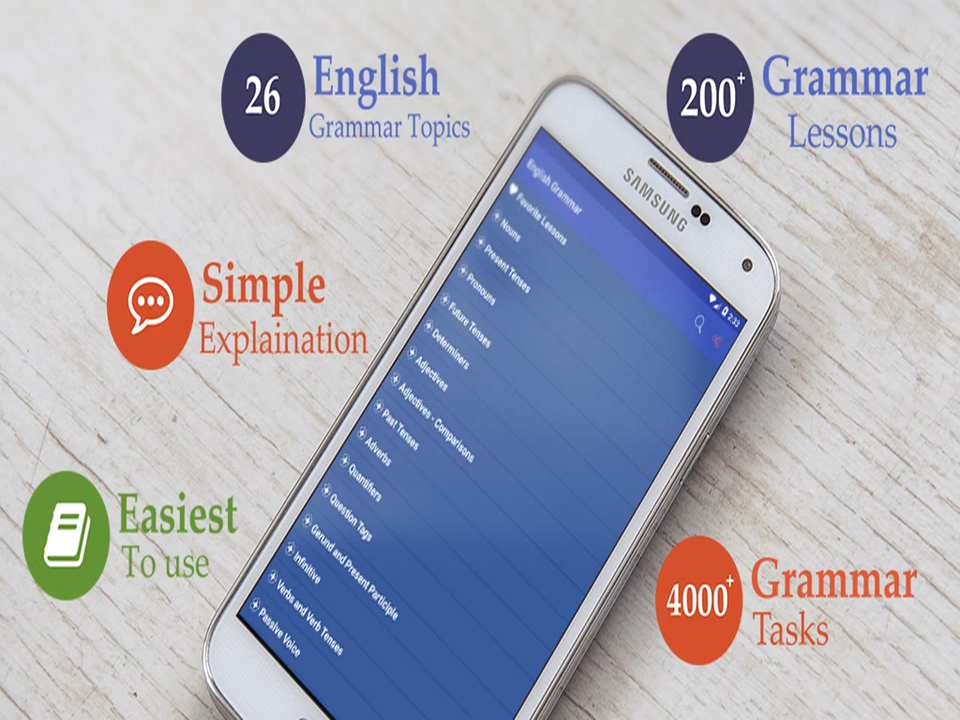 26
English
Grammar Topics
200+
Grammar
Lessons
Simple
Explaination
Easiest
To use
4000+
Grammar
Tasks
SAMSUNG
2:33
English Grammar
Favorite Lessons
Nouns
Present Tenses
Pronouns
Future Tenses
Determiners
Adjectives
Adjectives - Comparisons
Past Tenses
Adverbs
Quantifiers
Question Tags
Gerund and Present Participle
Infinitive
Verbs and Verb Tenses
Passive Voice